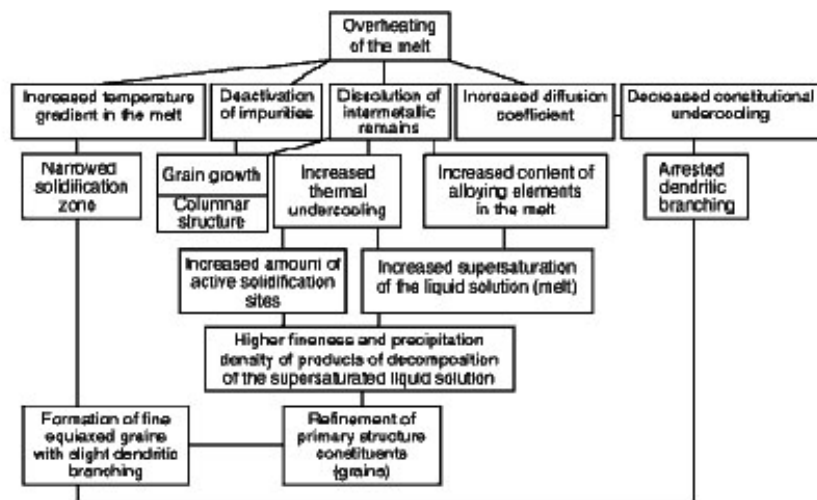 Overheating
of the melt
Increased temperature
gradient in the melt
Deactivation
of impurities
Dissolution of
intermetallic
remains
Increased diffusion
coefficient
Decreased constitutional
undercooling
Narrowed
solidification
zone
Grain growth
Columnar
structure
Increased
thermal
undercooling
Increased content of
alloying elements
in the melt
Arrested
dendritic
branching
Increased amount of
active solidification
sites
Increased supersaturation
of the liquid solution (melt)
Higher fineness and precipitation
density of products of decomposition
of the supersaturated liquid solution
Formation of fine
equiaxed grains
with slight dendritic
branching
Refinement of
primary structure
constituents
(grains)